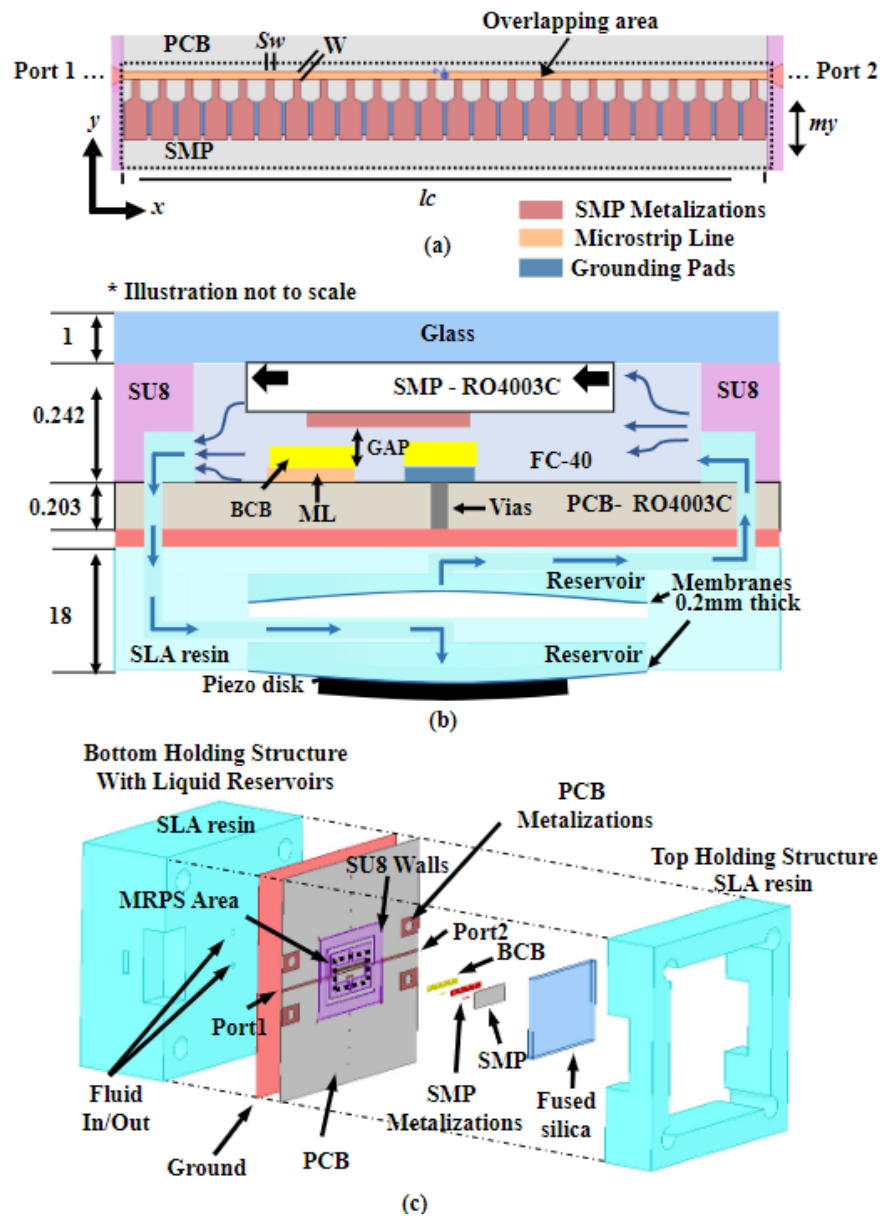 PCB
Sw
W
Overlapping area
Port 1 ...
... Port 2
y
my
SMP
x
lc
SMP Metalizations
Microstrip Line
Grounding Pads
(a)
* Illustration not to scale
1
Glass
SU8
SMP - RO4003C
SU8
0.242
GAP
FC-40
0.203
BCB
ML
Vias
PCB- RO4003C
18
Reservoir
Membranes
0.2mm thick
SLA resin
Reservoir
Piezo disk
(b)
Bottom Holding Structure
With Liquid Reservoirs
SLA resin
PCB
Metalizations
SU8 Walls
MRPS Area
Top Holding Structure
SLA resin
Port2
BCB
Port1
SMP
Fluid
In/Out
SMP
Metalizations
Fused
silica
Ground
PCB
(c)